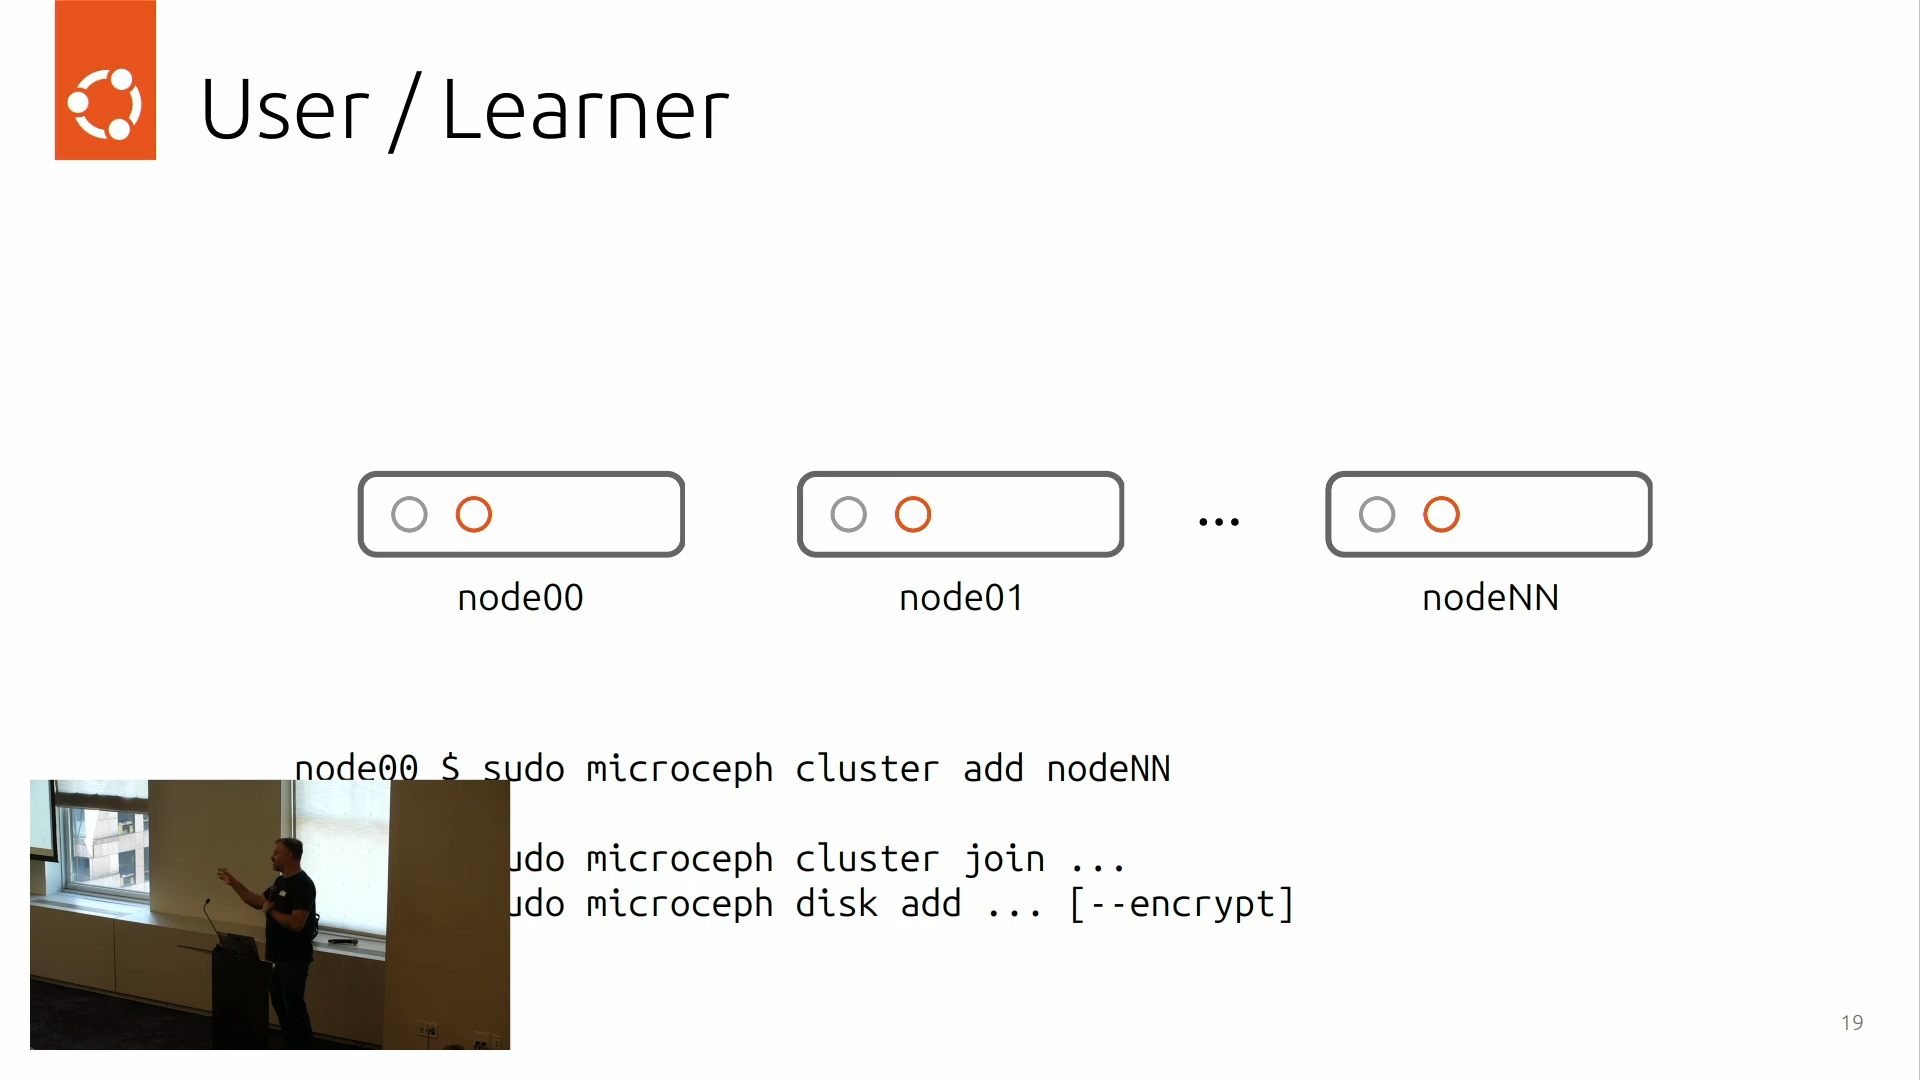 User / Learner
...
node00
node01
nodeNN
node00 $ sudo microceph cluster add nodeNN
udo microceph cluster join ...
udo microceph disk add ... [--encrypt]
19